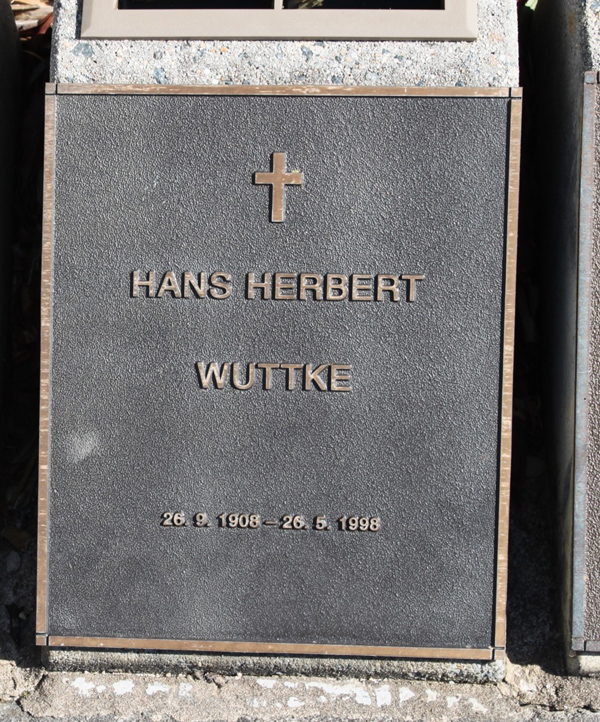 HANS HERBERT
WUTTKE
26. 9. 1908 – 26. 5. 1998